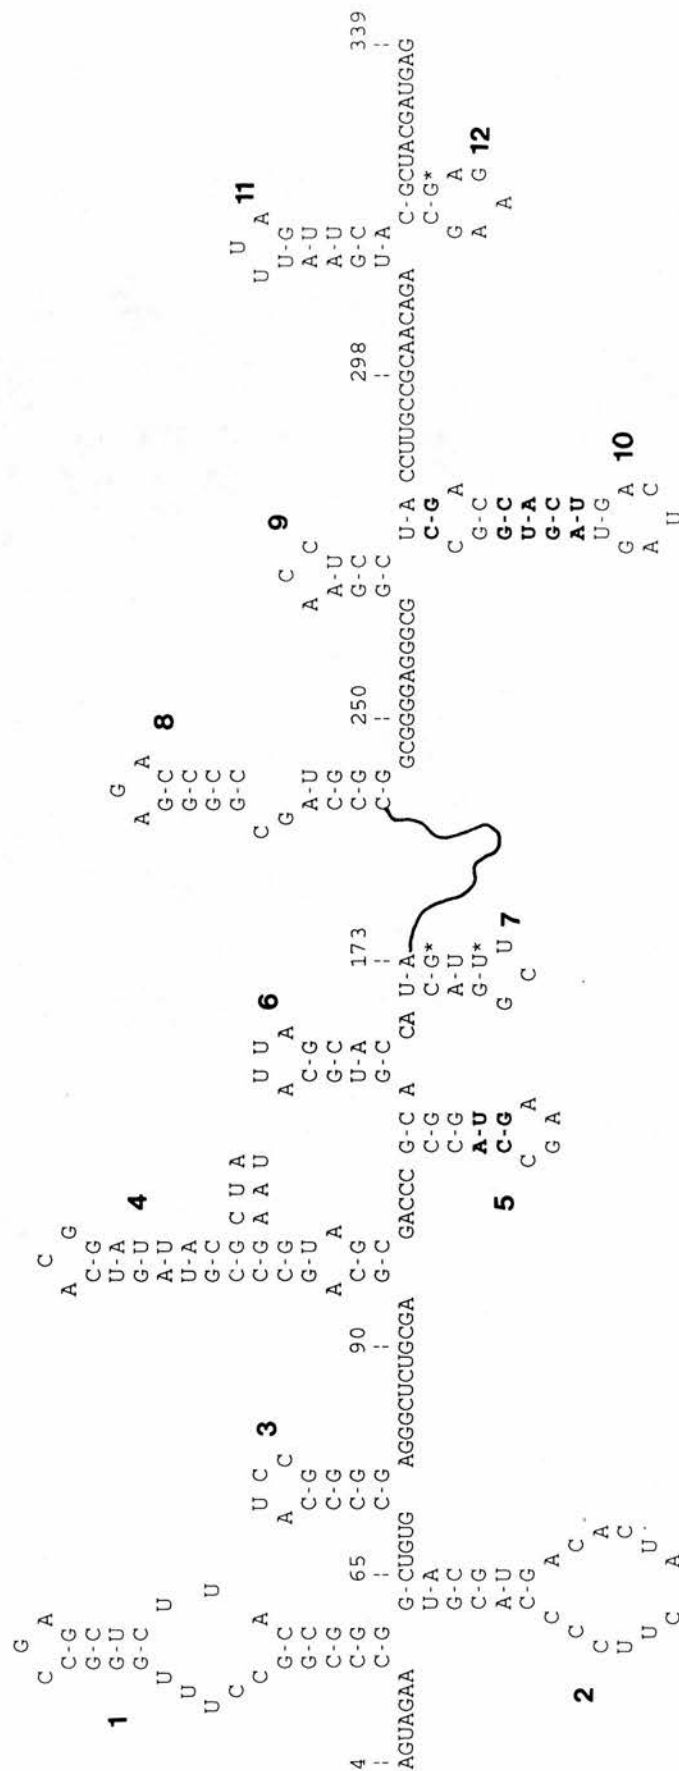 G
C A C
C-G A G
G-C C-G
1 G-U U-A G
G-C G-U 4 A A
U C U A-U G-C 8
U U-A G-C
U U G-C G-C
C C-G C U A G-C 11 U
C A 3 U C C-G A A U U U 6 C 9 U A
G-C A C C-G A A G C C U-G
G-C C-G G-U C-G A-U A C A-U
C-G C-G A A G-C C-G A-U A-U
4 65 90 173 250 298 339
C-G C-G C-G U-A C-G G-C G-C
C-G C-G G-C G-C C-G G-C U-A
AGUAGAA G-CUGUG AGGGCUCUGCGA GACCC G-CA CA U-A GCGGGGAGGGCG U-A CCUUGCCGCAACAGA C-GCUACGAUGAG
U-A C-G C-G* C-G C-G*
G-C C-G A-U C A G A
C-G A-U G-U* G-C A G 12
A-U 5 C-G G U 7 G-C A
C-G C A C U-A
C A G A G-C
2 C C A-U
C A U-G 10
U C G A
U U A C
C A U